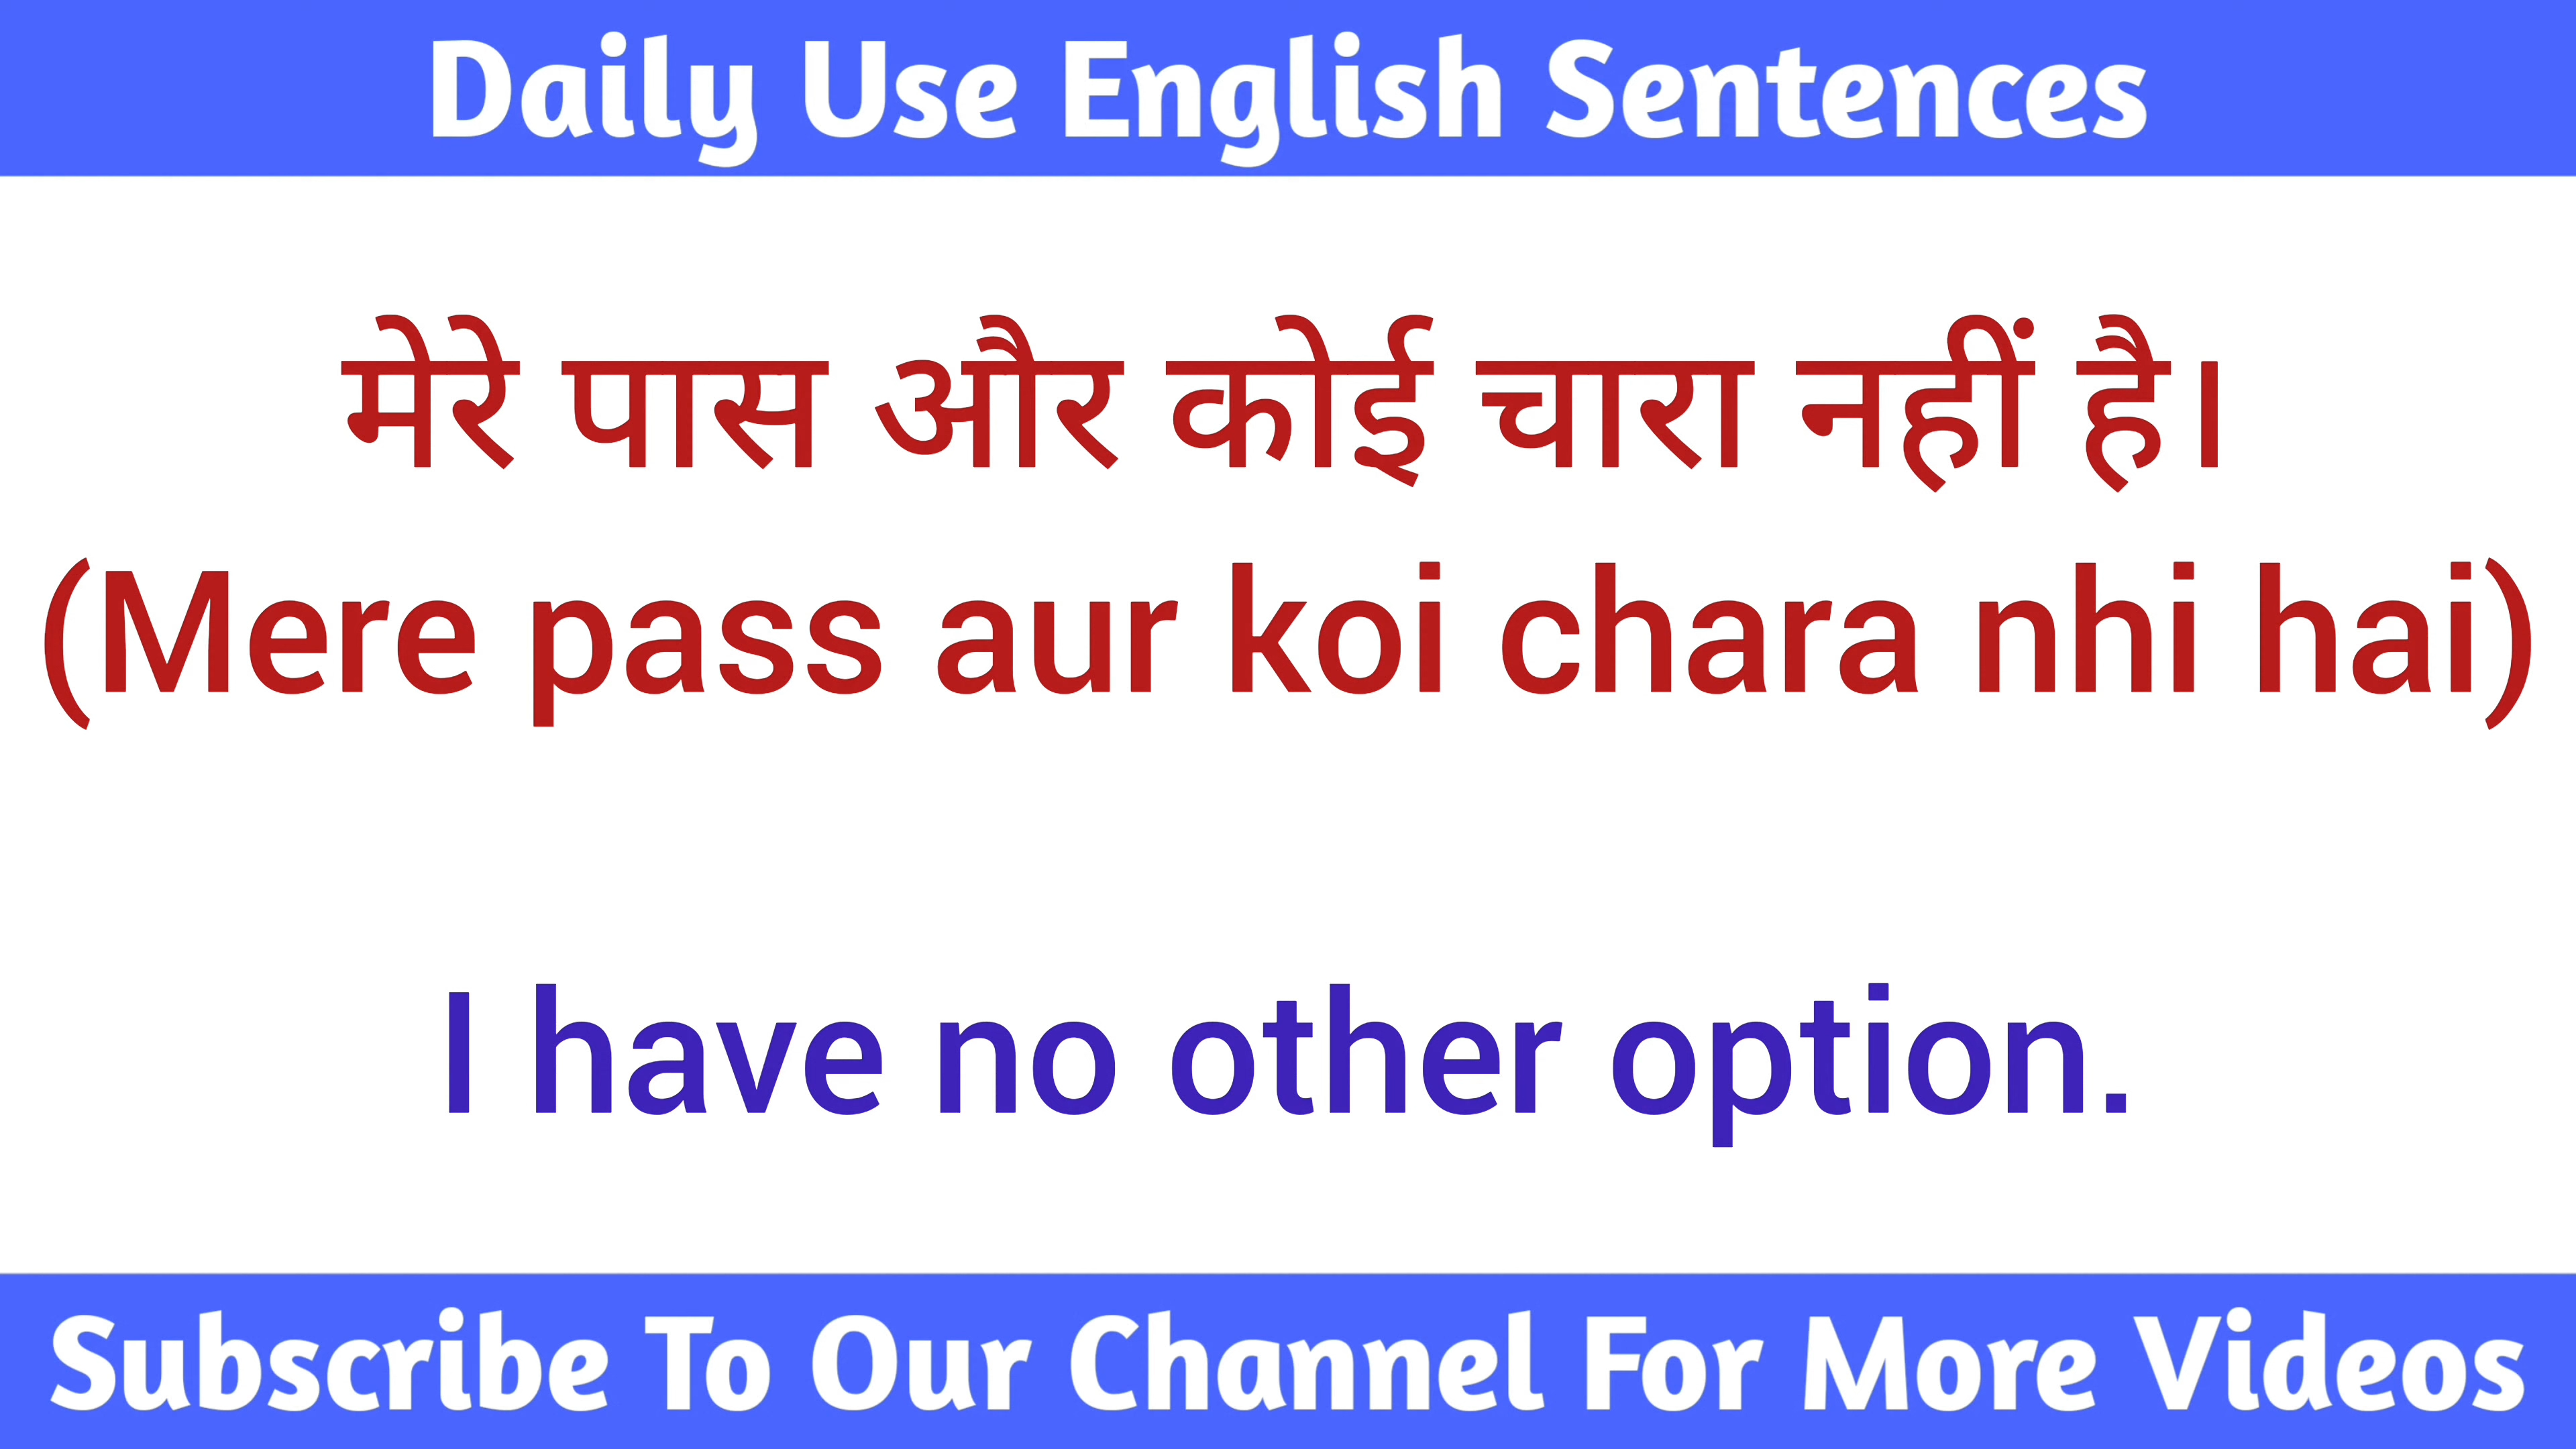 Daily Use English Sentences
मेरे पास और कोई चारा नहीं है।
(Mere pass aur koi chara nhi hai)
I have no other option.
Subscribe To Our Channel For More Videos